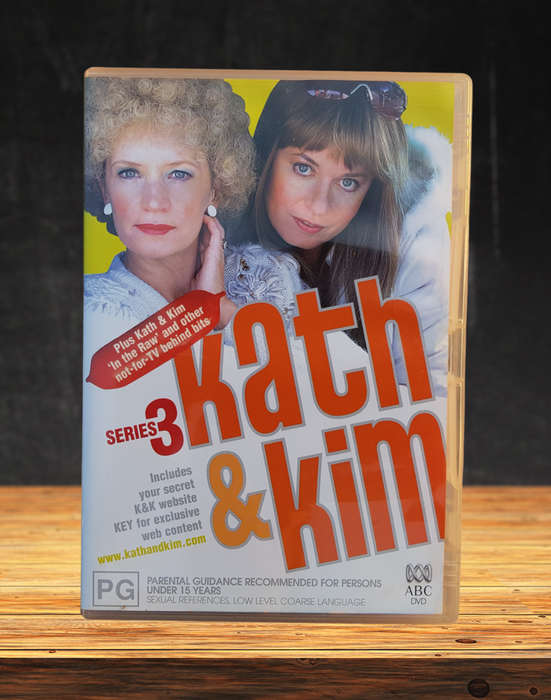 Plus Kath & Kim
'In the Raw' and other
not-for-TV behind bits
kath
SERIES 3
& kim
Includes
your secret
K&K website
KEY for exclusive
web content
www.kathandkim.com
PG
PARENTAL GUIDANCE RECOMMENDED FOR PERSONS
UNDER 15 YEARS
SEXUAL REFERENCES, LOW LEVEL COARSE LANGUAGE
ABC
DVD